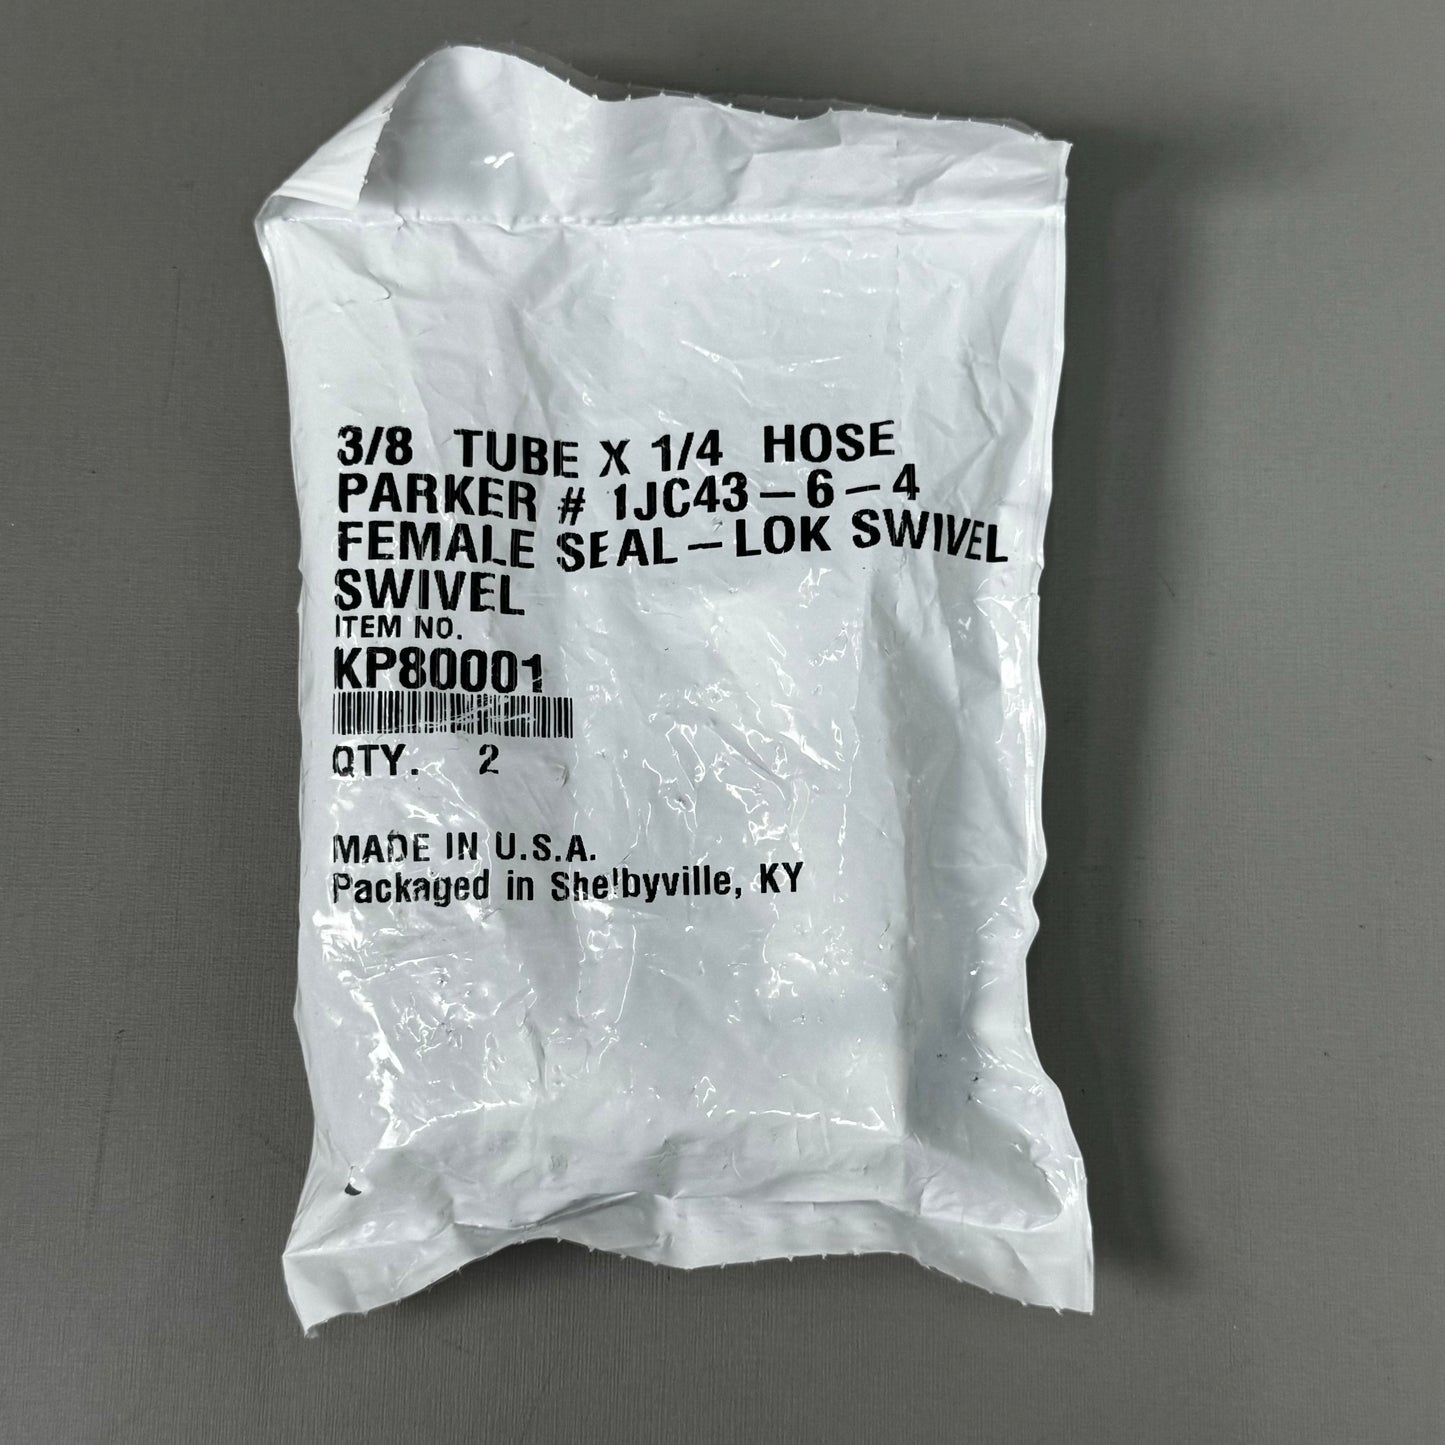 3/8 TUBE X 1/4 HOSE
PARKER # 1JC43-6-4
FEMALE SEAL-LOK SWIVEL
SWIVEL
ITEM NO.
KP80001
QTY. 2
MADE IN U.S.A.
Packaged in Shelbyville, KY